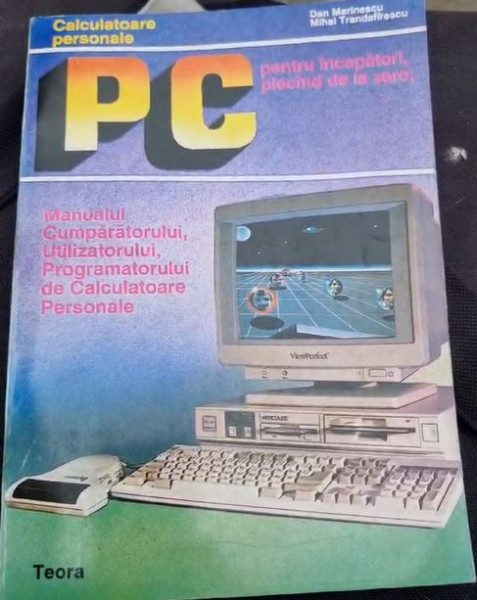 Calculatoare
personale
Dan Marinescu
Mihai Trandafirescu
PC
pentru începători,
plecînd de la zero,
Manualul
Cumpărătorului,
Utilizatorului,
Programatorului
de Calculatoare
Personale
ViewPerfect
HERCULES
Teora